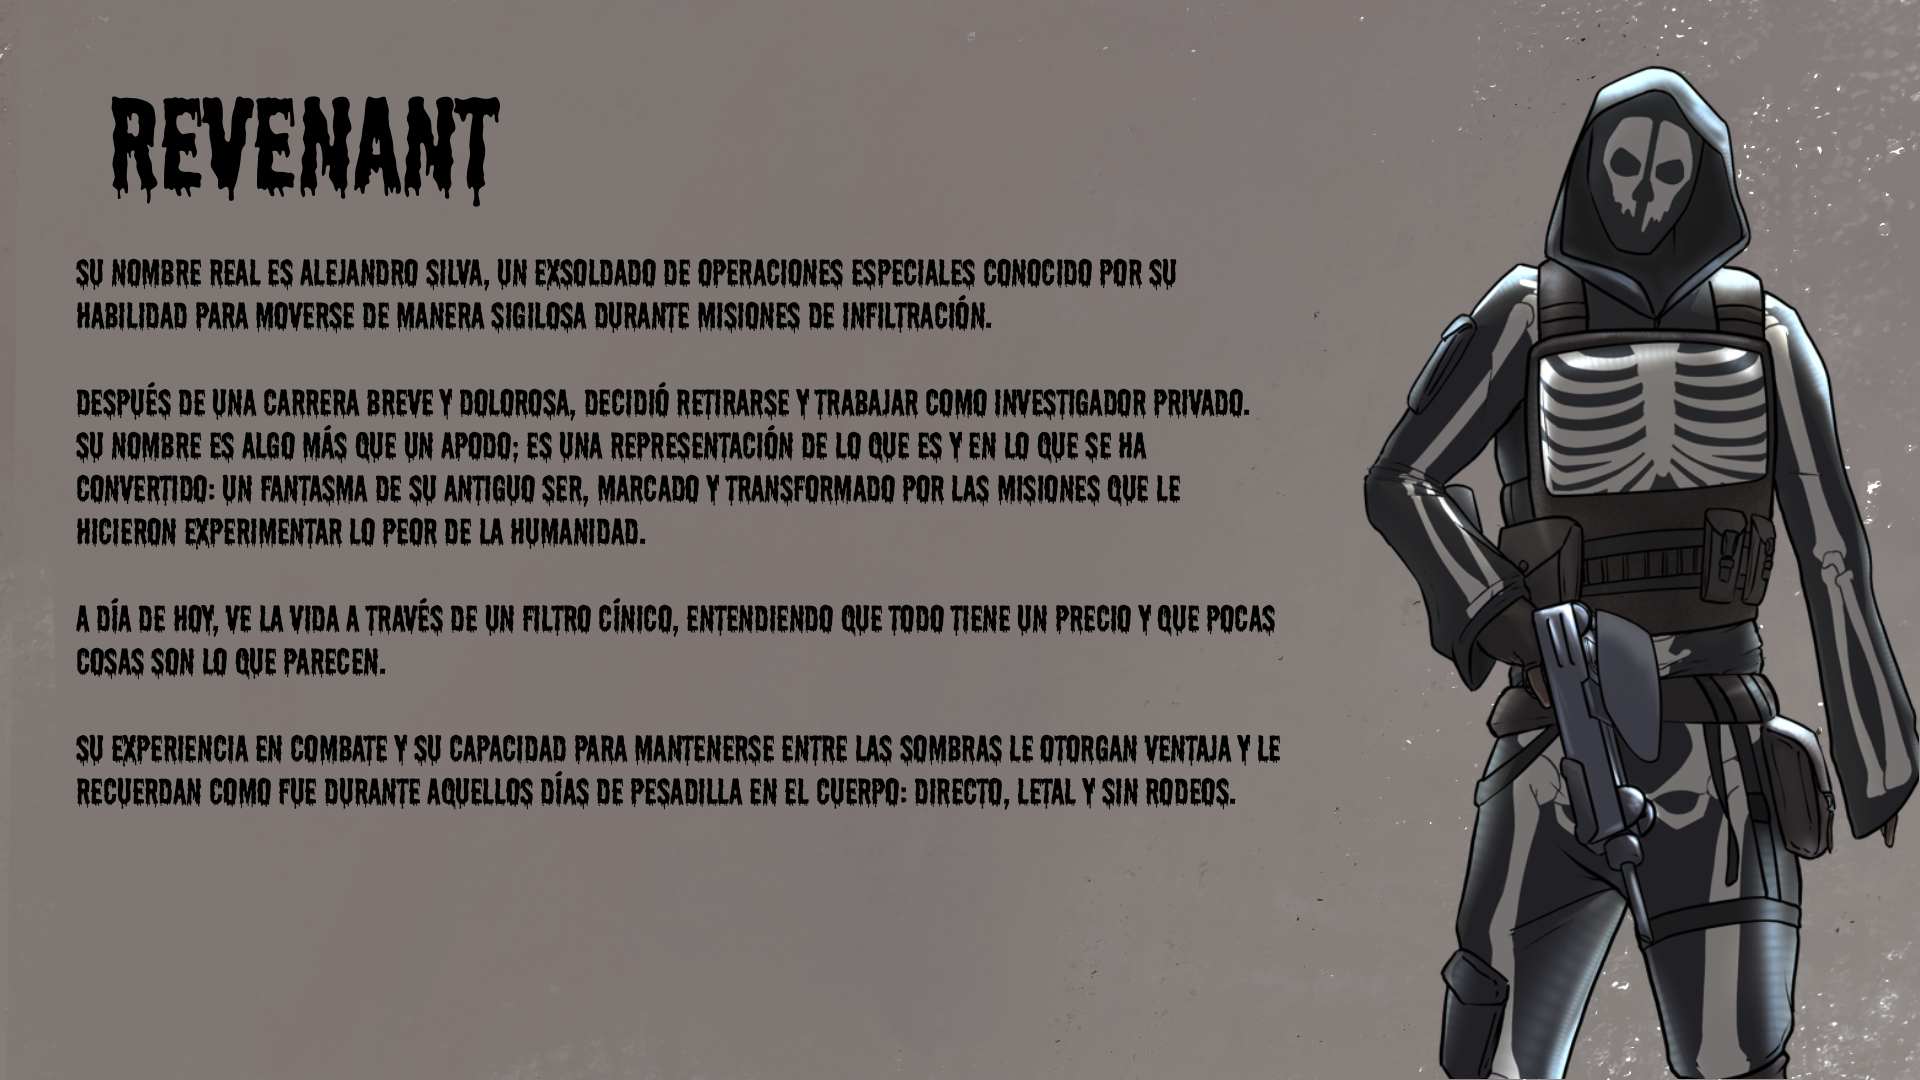 REVENANT
SU NOMBRE REAL ES ALEJANDRO SILVA, UN EXSOLDADO DE OPERACIONES ESPECIALES CONOCIDO POR SU
HABILIDAD PARA MOVERSE DE MANERA SIGILOSA DURANTE MISIONES DE INFILTRACIÓN.
DESPUÉS DE UNA CARRERA BREVE Y DOLOROSA, DECIDIÓ RETIRARSE Y TRABAJAR COMO INVESTIGADOR PRIVADO.
SU NOMBRE ES ALGO MÁS QUE UN APODO; ES UNA REPRESENTACIÓN DE LO QUE ES Y EN LO QUE SE HA
CONVERTIDO: UN FANTASMA DE SU ANTIGUO SER, MARCADO Y TRANSFORMADO POR LAS MISIONES QUE LE
HICIERON EXPERIMENTAR LO PEOR DE LA HUMANIDAD.
A DÍA DE HOY, VE LA VIDA A TRAVÉS DE UN FILTRO CÍNICO, ENTENDIENDO QUE TODO TIENE UN PRECIO Y QUE POCAS
COSAS SON LO QUE PARECEN.
SU EXPERIENCIA EN COMBATE Y SU CAPACIDAD PARA MANTENERSE ENTRE LAS SOMBRAS LE OTORGAN VENTAJA Y LE
RECUERDAN COMO FUE DURANTE AQUELLOS DÍAS DE PESADILLA EN EL CUERPO: DIRECTO, LETAL Y SIN RODEOS.